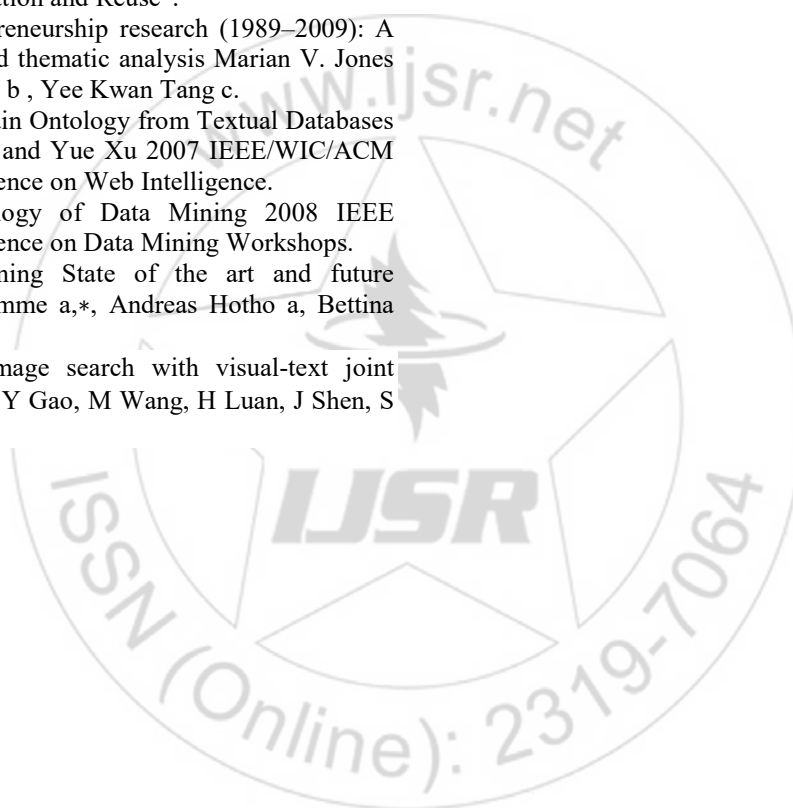 ation and Reuse".
reneurship research (1989–2009): A
d thematic analysis Marian V. Jones
b , Yee Kwan Tang c.
ain Ontology from Textual Databases
and Yue Xu 2007 IEEE/WIC/ACM
ence on Web Intelligence.
logy of Data Mining 2008 IEEE
ence on Data Mining Workshops.
ning State of the art and future
mme a,*, Andreas Hotho a, Bettina
mage search with visual-text joint
Y Gao, M Wang, H Luan, J Shen, S
www.ijsr.net
IJSR
ISSN (Online): 2319-7064